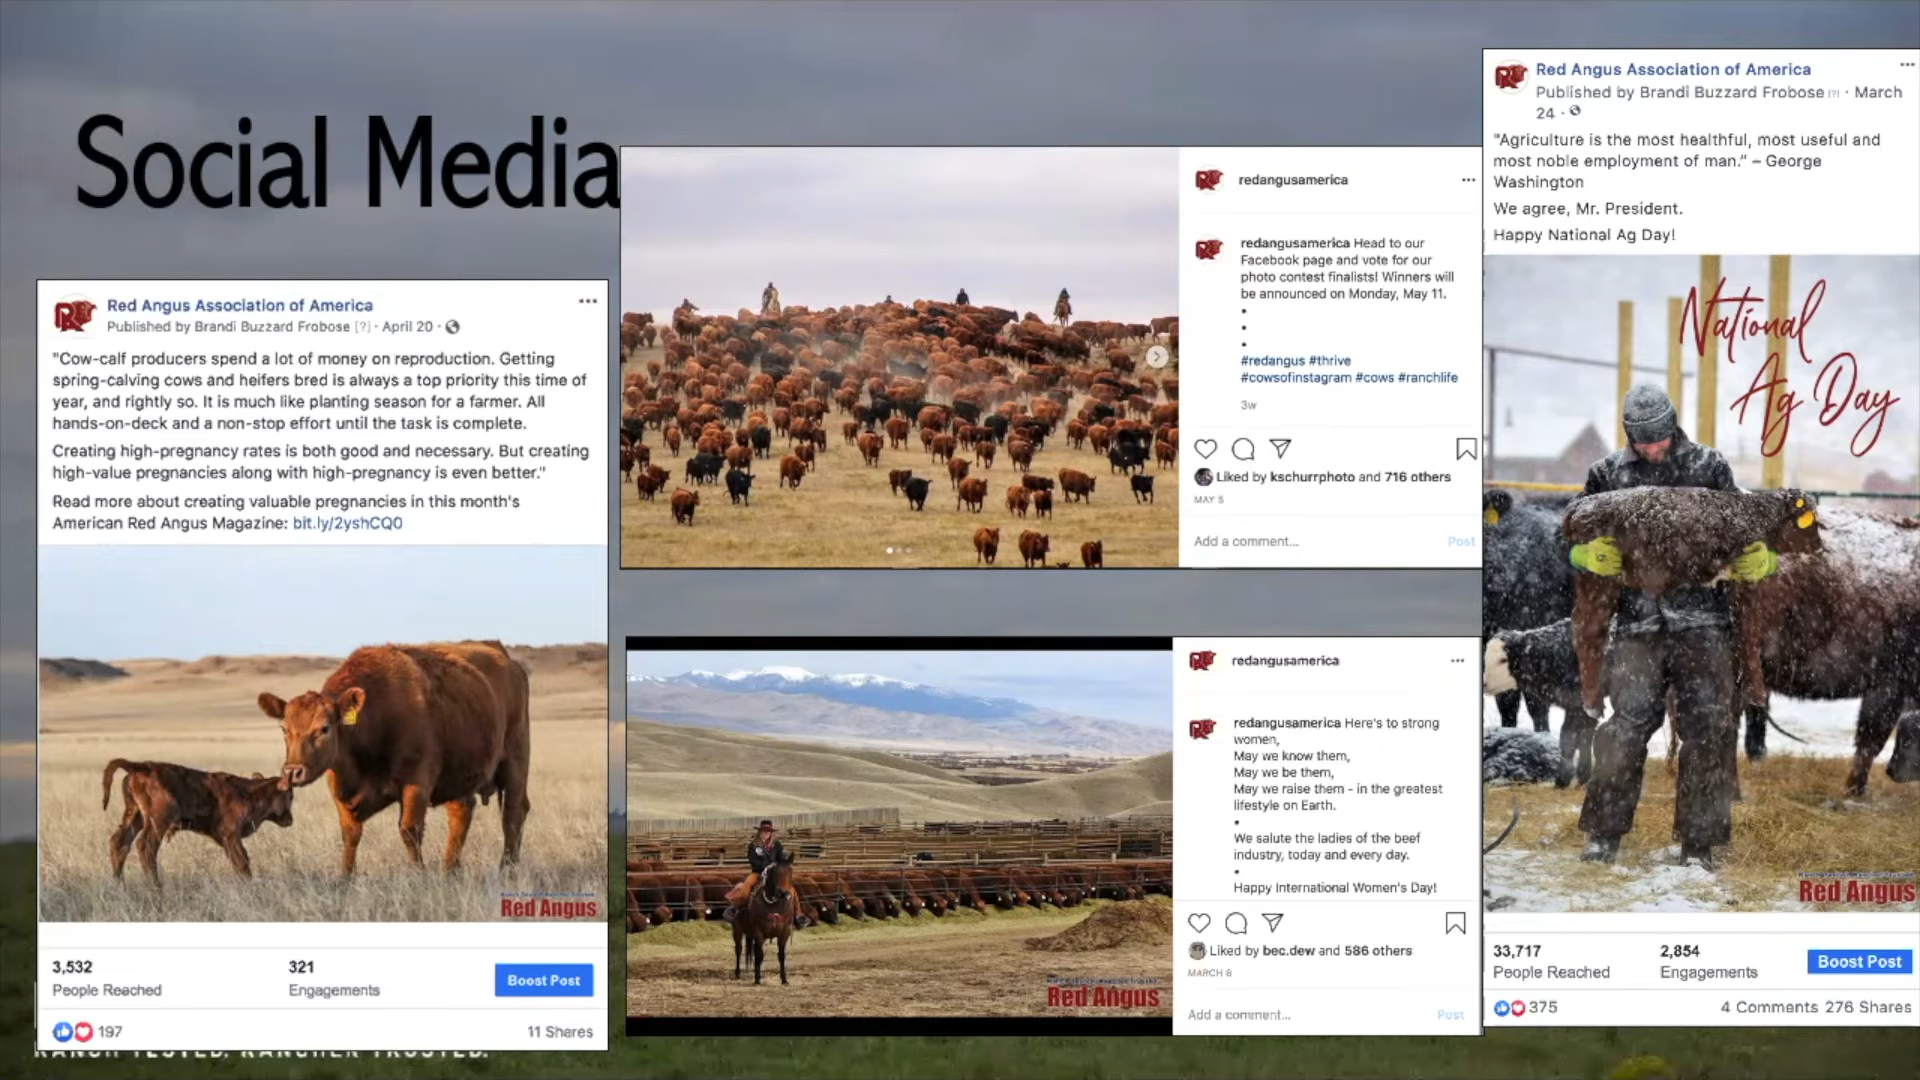 Social Media
Red Angus Association of America
Published by Brandi Buzzard Frobose [?] · April 20 ·
"Cow-calf producers spend a lot of money on reproduction. Getting
spring-calving cows and heifers bred is always a top priority this time of
year, and rightly so. It is much like planting season for a farmer. All
hands-on-deck and a non-stop effort until the task is complete.
Creating high-pregnancy rates is both good and necessary. But creating
high-value pregnancies along with high-pregnancy is even better."
Read more about creating valuable pregnancies in this month's
American Red Angus Magazine: bit.ly/2yshCQ0
Red Angus
3,532
People Reached
321
Engagements
Boost Post
197
11 Shares
RANCH TESTED. RANCHER TRUSTED.
redangusamerica
redangusamerica Head to our
Facebook page and vote for our
photo contest finalists! Winners will
be announced on Monday, May 11.
#redangus #thrive
#cowsofinstagram #cows #ranchlife
3w
Liked by kschurrphoto and 716 others
MAY 5
Add a comment...
Post
redangusamerica
redangusamerica Here's to strong
women,
May we know them,
May we be them,
May we raise them - in the greatest
lifestyle on Earth.
We salute the ladies of the beef
industry, today and every day.
Happy International Women's Day!
Red Angus
Liked by bec.dew and 586 others
MARCH 8
Add a comment...
Post
Red Angus Association of America
Published by Brandi Buzzard Frobose [?] · March
24 ·
"Agriculture is the most healthful, most useful and
most noble employment of man." – George
Washington
We agree, Mr. President.
Happy National Ag Day!
National
Ag Day
Red Angus
33,717
People Reached
2,854
Engagements
Boost Post
375
4 Comments 276 Shares